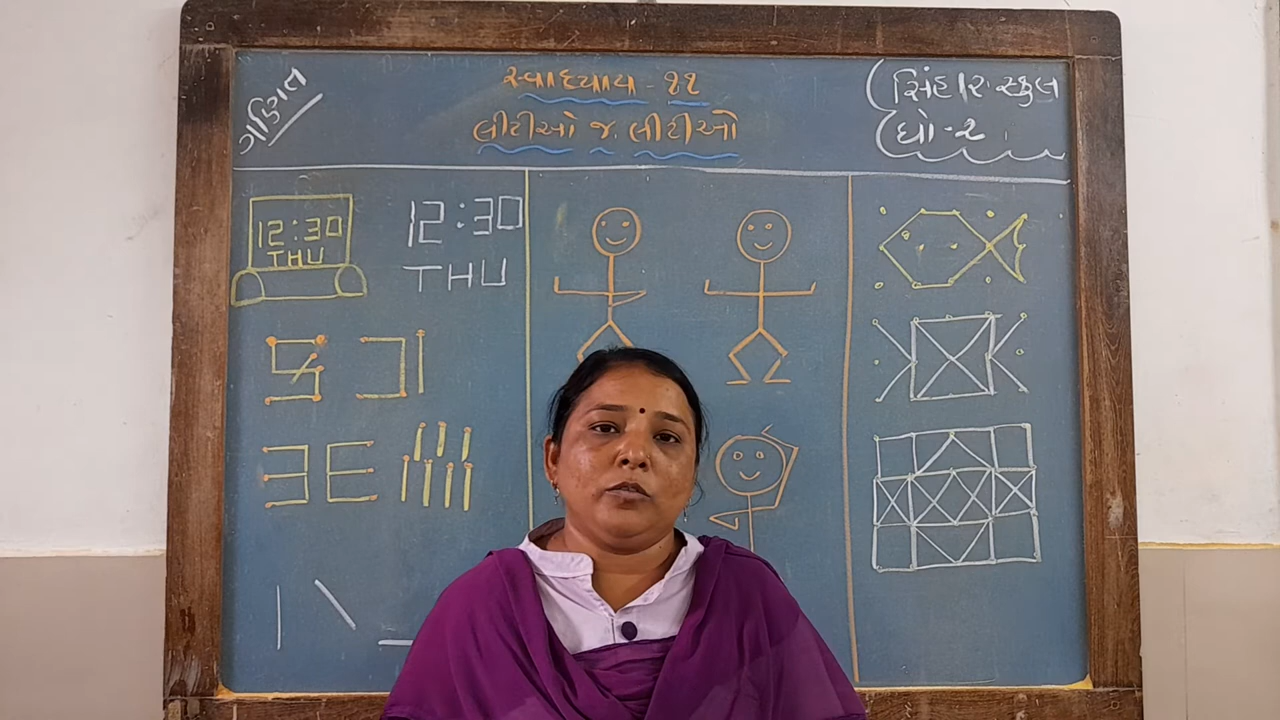 ગણિત
સ્વાધ્યાય - ૧૧
લીટીઓ જ લીટીઓ
સિંહાર સ્કુલ
ધો - ૨
12:30
THU
12:30
THU